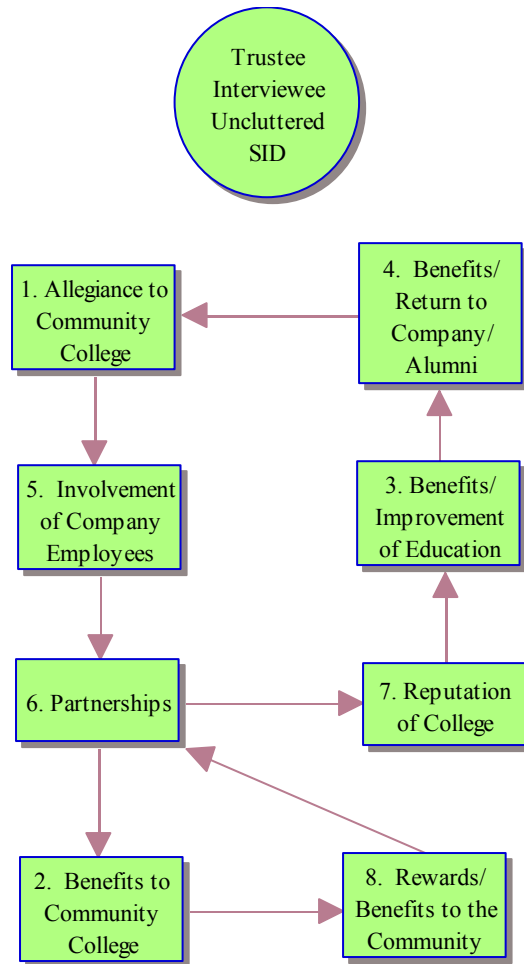 Trustee
Interviewee
Uncluttered
SID
1. Allegiance to
Community
College
4. Benefits/
Return to
Company/
Alumni
5. Involvement
of Company
Employees
3. Benefits/
Improvement
of Education
6. Partnerships
7. Reputation
of College
2. Benefits to
Community
College
8. Rewards/
Benefits to the
Community